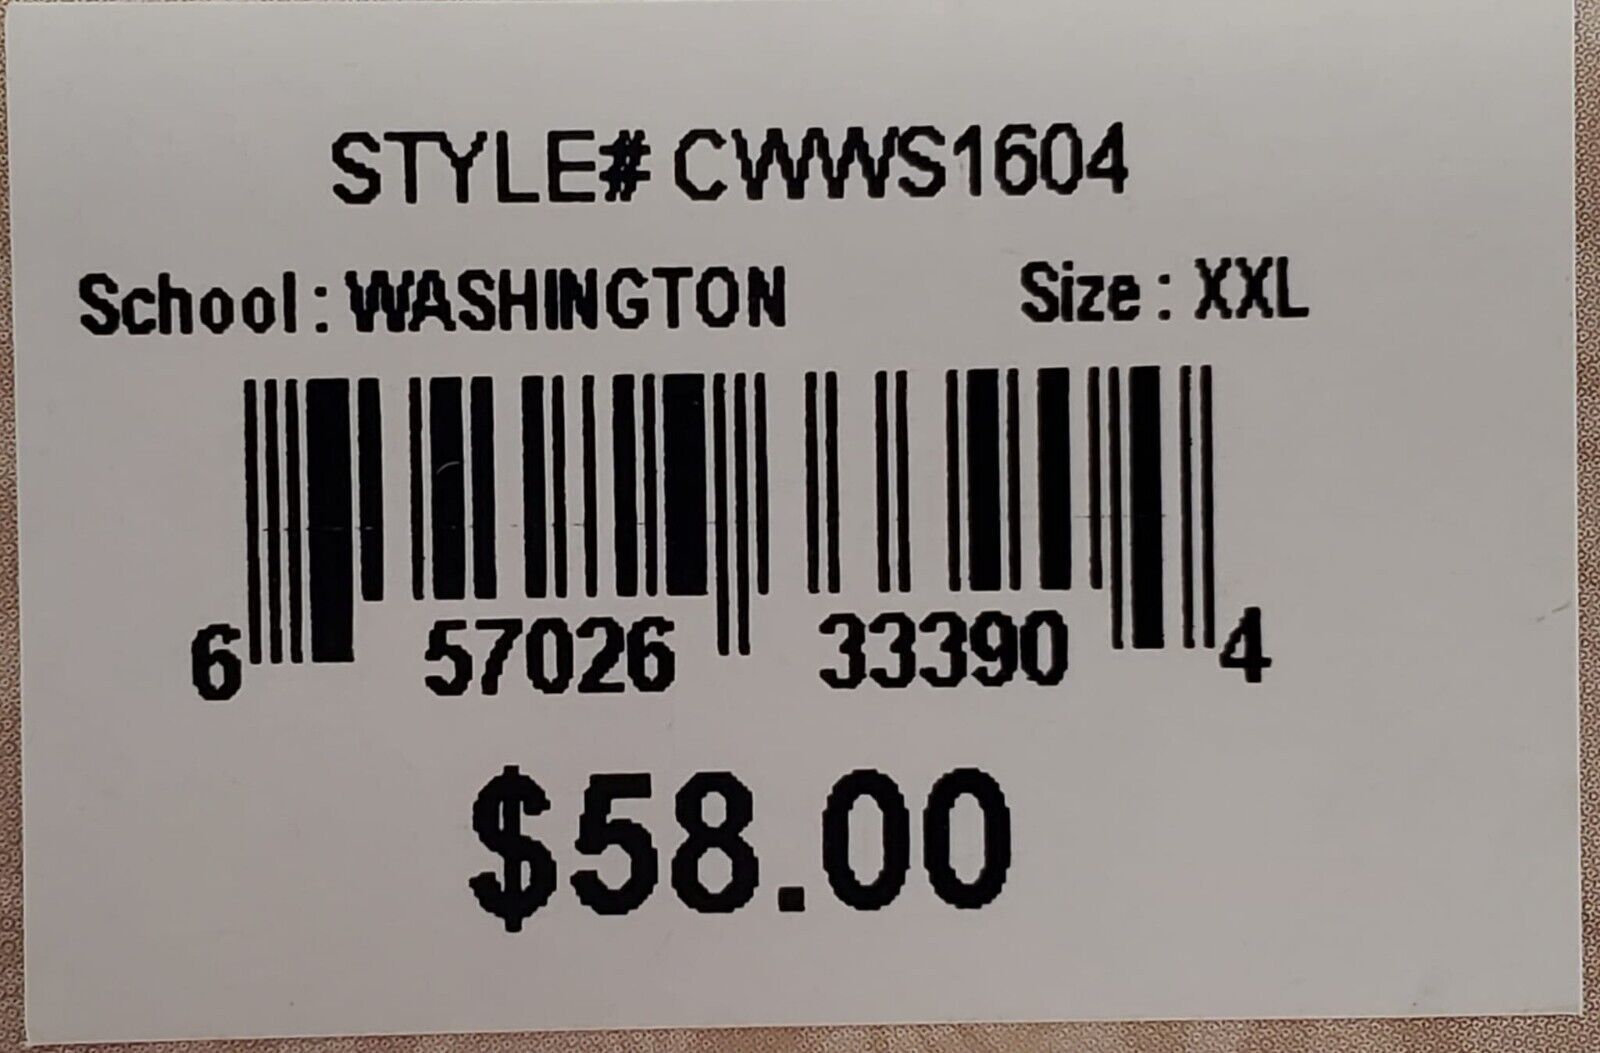 STYLE# CWWS1604
School : WASHINGTON Size : XXL
6 57026 33390 4
$58.00